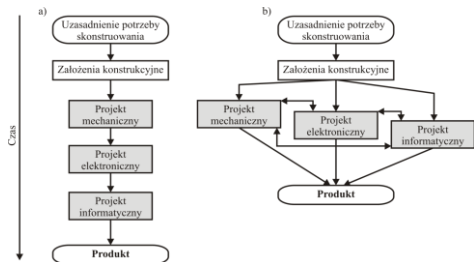 a)
Uzasadnienie potrzeby
skonstruowania
Założenia konstrukcyjne
Projekt
mechaniczny
Projekt
elektroniczny
Projekt
informatyczny
Produkt
Czas
b)
Uzasadnienie potrzeby
skonstruowania
Założenia konstrukcyjne
Projekt
mechaniczny
Projekt
elektroniczny
Projekt
informatyczny
Produkt